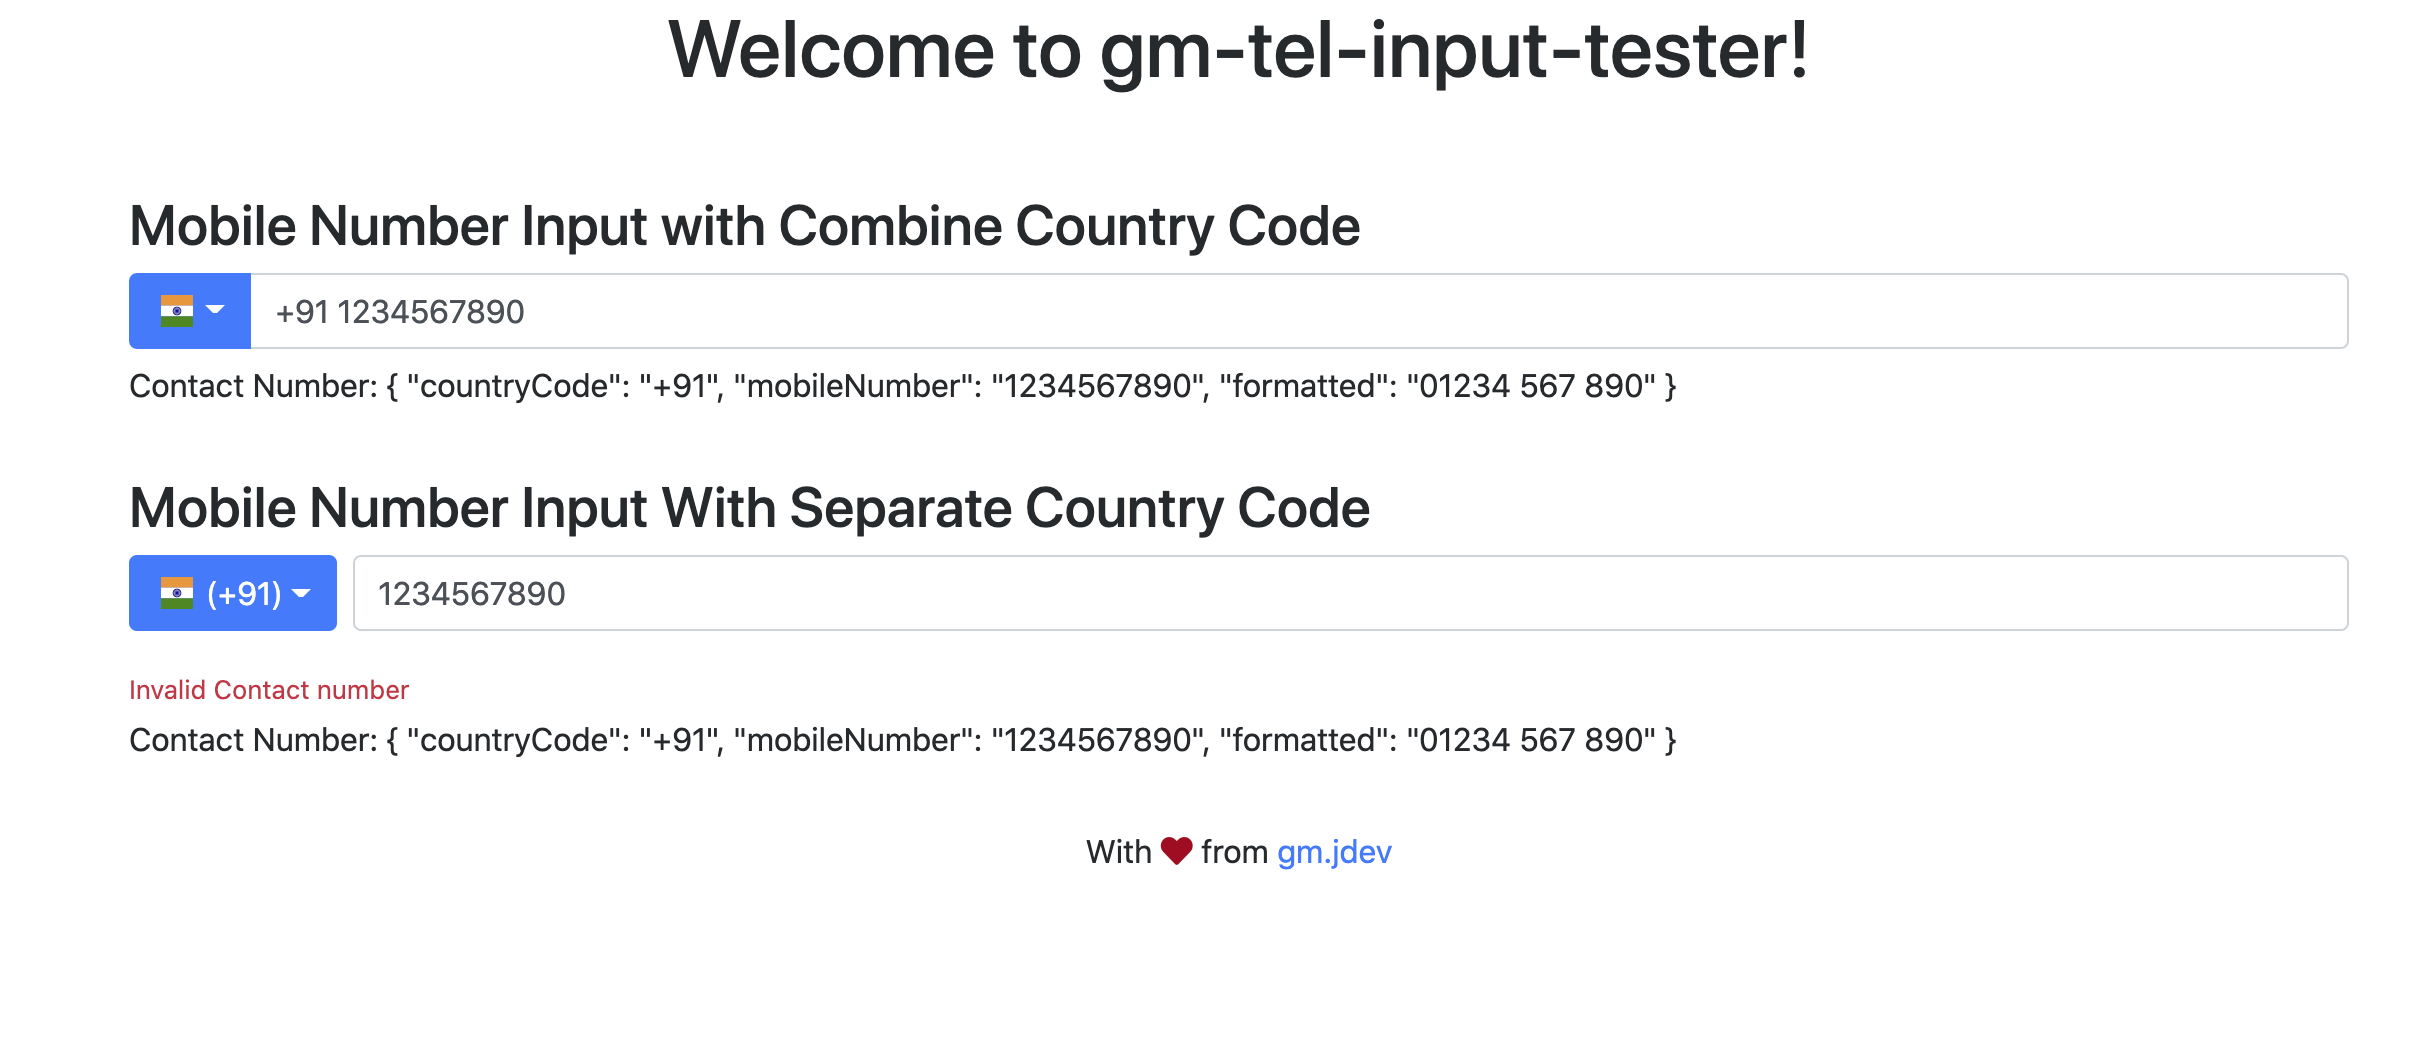 Welcome to gm-tel-input-tester!
Mobile Number Input with Combine Country Code
+91 1234567890
Contact Number: { "countryCode": "+91", "mobileNumber": "1234567890", "formatted": "01234 567 890" }
Mobile Number Input With Separate Country Code
(+91) 1234567890
Invalid Contact number
Contact Number: { "countryCode": "+91", "mobileNumber": "1234567890", "formatted": "01234 567 890" }
With ❤ from gm.jdev